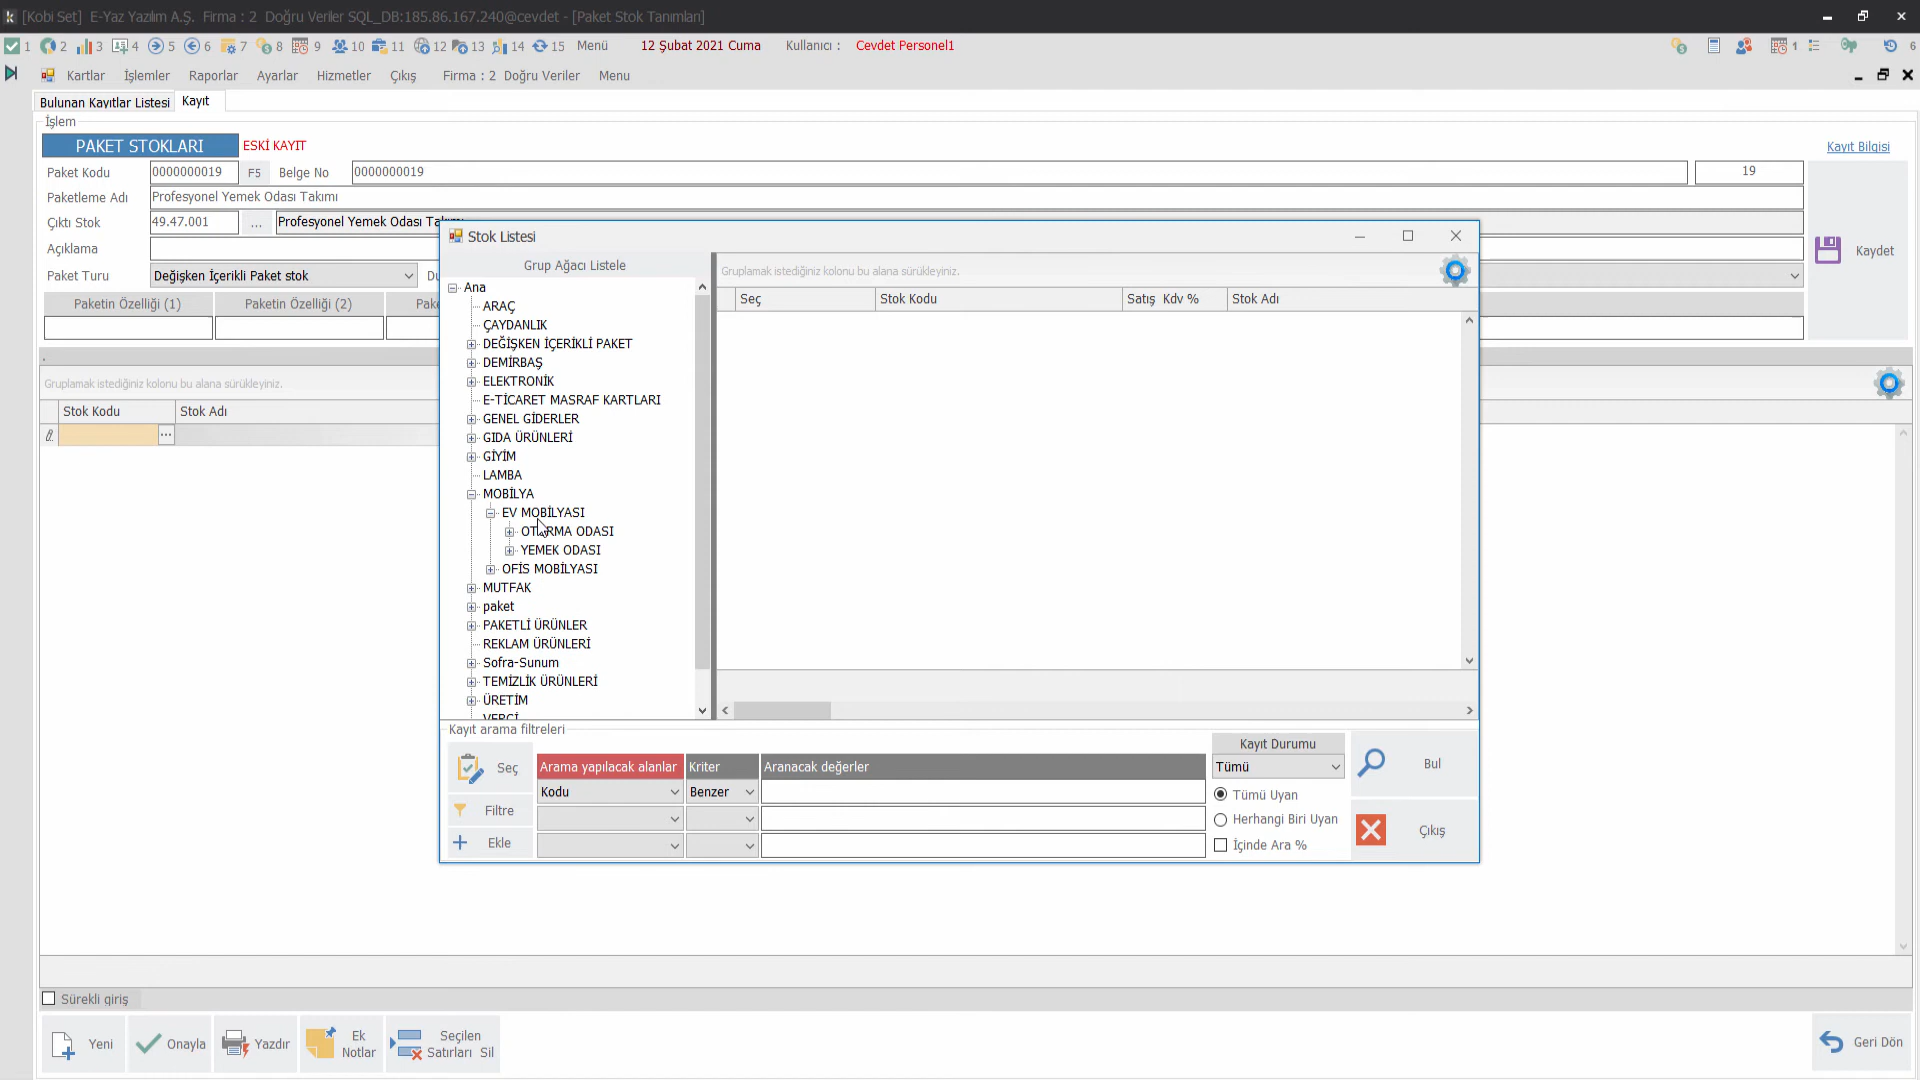 [Kobi Set]  E-Yaz Yazılım A.Ş.  Firma : 2  Doğru Veriler SQL_DB:185.86.167.240@cevdet - [Paket Stok Tanımları]
1 2 3 4 5 6 7 8 9 10 11 12 13 14 15 Menü 12 Şubat 2021 Cuma Kullanıcı : Cevdet Personel1 1 6
Kartlar İşlemler Raporlar Ayarlar Hizmetler Çıkış Firma : 2  Doğru Veriler Menu
Bulunan Kayıtlar Listesi Kayıt
İşlem
PAKET STOKLARI ESKİ KAYIT Kayıt Bilgisi
Paket Kodu 0000000019 F5 Belge No 0000000019 19
Paketleme Adı Profesyonel Yemek Odası Takımı
Çıktı Stok 49.47.001 ... Profesyonel Yemek Odası
Açıklama
Kaydet
Paket Turu Değişken İçerikli Paket stok
Paketin Özelliği (1) Paketin Özelliği (2)
.
Gruplamak istediğiniz kolonu bu alana sürükleyiniz.
Stok Kodu Stok Adı
...
Stok Listesi
Grup Ağacı Listele
Ana
ARAÇ
ÇAYDANLIK
DEĞİŞKEN İÇERİKLİ PAKET
DEMİRBAŞ
ELEKTRONİK
E-TİCARET MASRAF KARTLARI
GENEL GİDERLER
GIDA ÜRÜNLERİ
GİYİM
LAMBA
MOBİLYA
EV MOBİLYASI
OTURMA ODASI
YEMEK ODASI
OFİS MOBİLYASI
MUTFAK
paket
PAKETLİ ÜRÜNLER
REKLAM ÜRÜNLERİ
Sofra-Sunum
TEMİZLİK ÜRÜNLERİ
ÜRETİM
VERGİ
Gruplamak istediğiniz kolonu bu alana sürükleyiniz.
Seç Stok Kodu Satış  Kdv % Stok Adı
Kayıt arama filtreleri
Seç
Filtre
Ekle
Arama yapılacak alanlar Kriter Aranacak değerler
Kodu Benzer
Kayıt Durumu
Tümü
Tümü Uyan
Herhangi Biri Uyan
İçinde Ara %
Bul
Çıkış
Sürekli giriş
Yeni Onayla Yazdır Ek Notlar Seçilen Satırları Sil Geri Dön